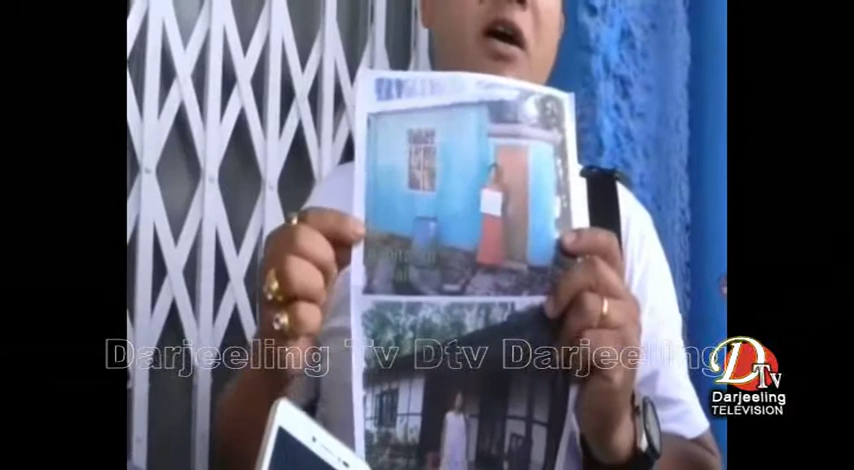 Darjeeling Tv Dtv Darjeeling
DTv
Darjeeling
TELEVISION